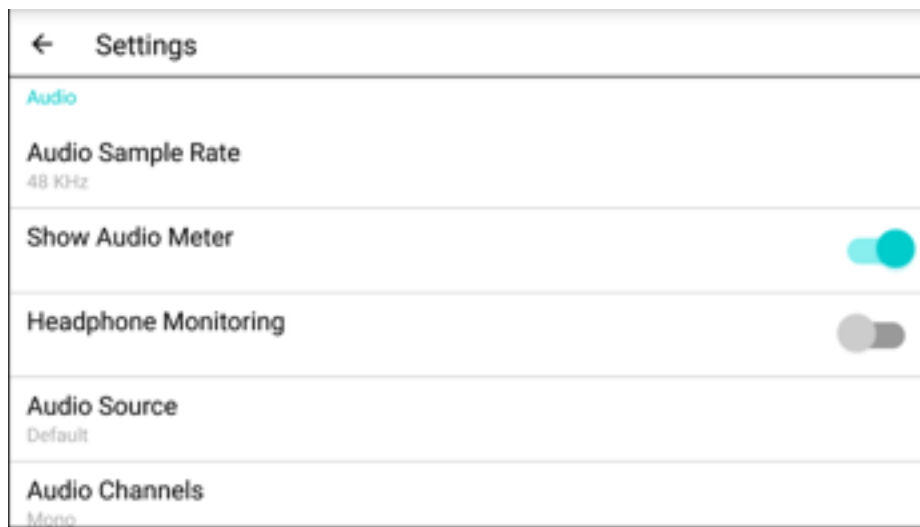 Settings
Audio
Audio Sample Rate
48 KHz
Show Audio Meter
Headphone Monitoring
Audio Source
Default
Audio Channels
Mono